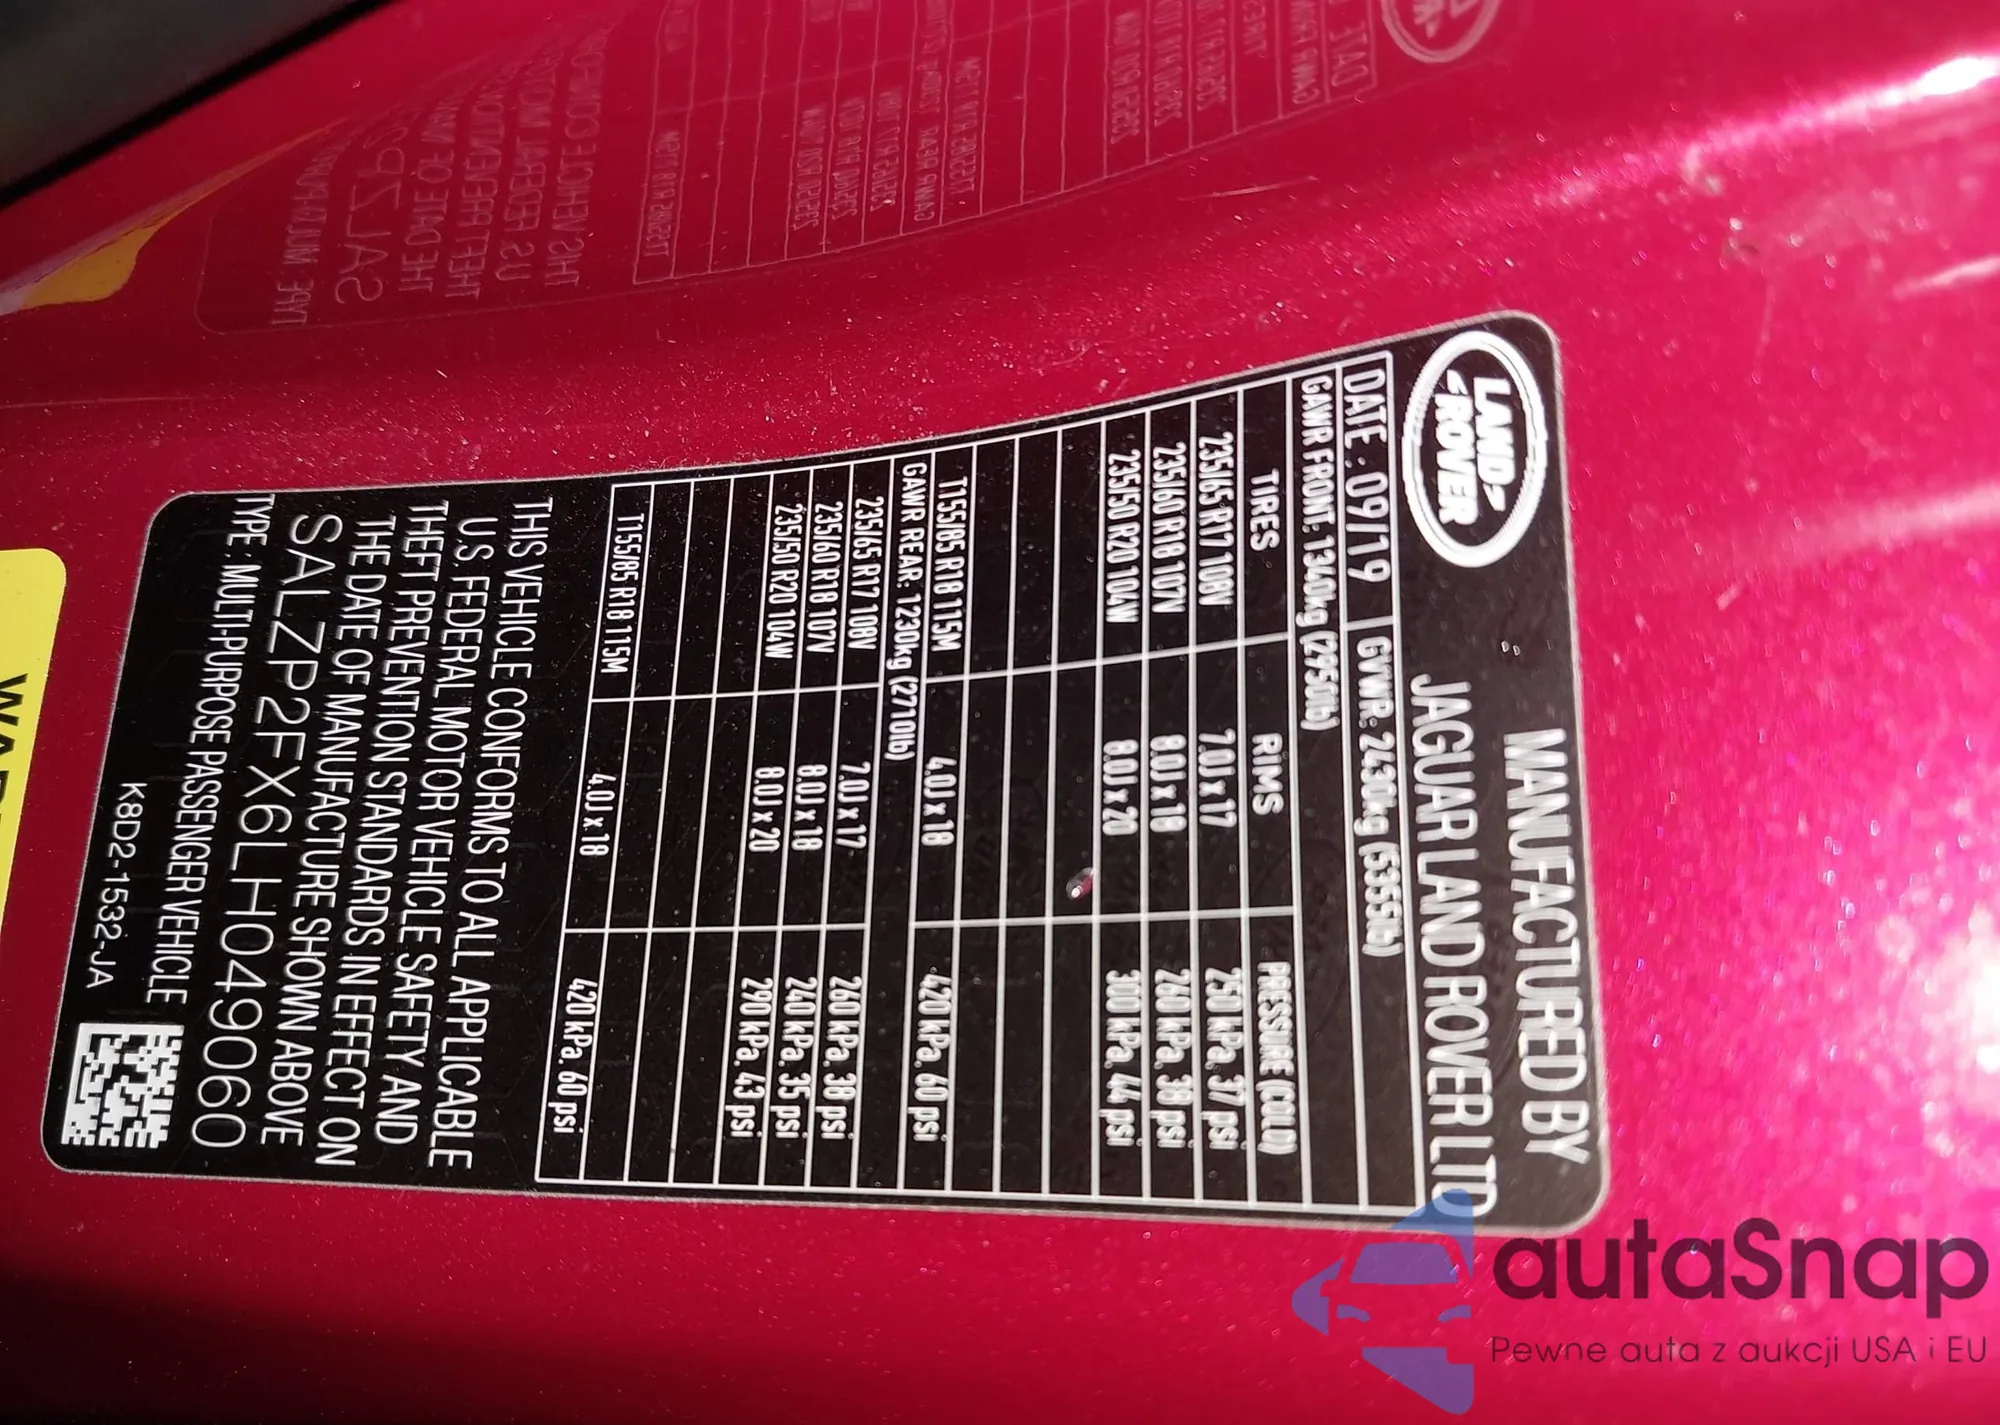 LAND
ROVER
MANUFACTURED BY
JAGUAR LAND ROVER LTD
DATE : 09/19 GVWR: 2430kg (5355lb)
GAWR FRONT: 1340kg (2950lb)
TIRES RIMS PRESSURE (COLD)
235/65 R17 108V 7.0J x 17 250 kPa, 37 psi
235/60 R18 107V 8.0J x 18 260 kPa, 38 psi
235/50 R20 104W 8.0J x 20 300 kPa, 44 psi
T155/85 R18 115M 4.0J x 18 420 kPa, 60 psi
GAWR REAR: 1230kg (2710lb)
235/65 R17 108V 7.0J x 17 260 kPa, 38 psi
235/60 R18 107V 8.0J x 18 240 kPa, 35 psi
235/50 R20 104W 8.0J x 20 290 kPa, 43 psi
T155/85 R18 115M 4.0J x 18 420 kPa, 60 psi
THIS VEHICLE CONFORMS TO ALL APPLICABLE
U.S. FEDERAL MOTOR VEHICLE SAFETY AND
THEFT PREVENTION STANDARDS IN EFFECT ON
THE DATE OF MANUFACTURE SHOWN ABOVE
SALZP2FX6LH049060
TYPE : MULTI-PURPOSE PASSENGER VEHICLE
K8D2-1532-JA
autaSnap
Pewne auta z aukcji USA i EU